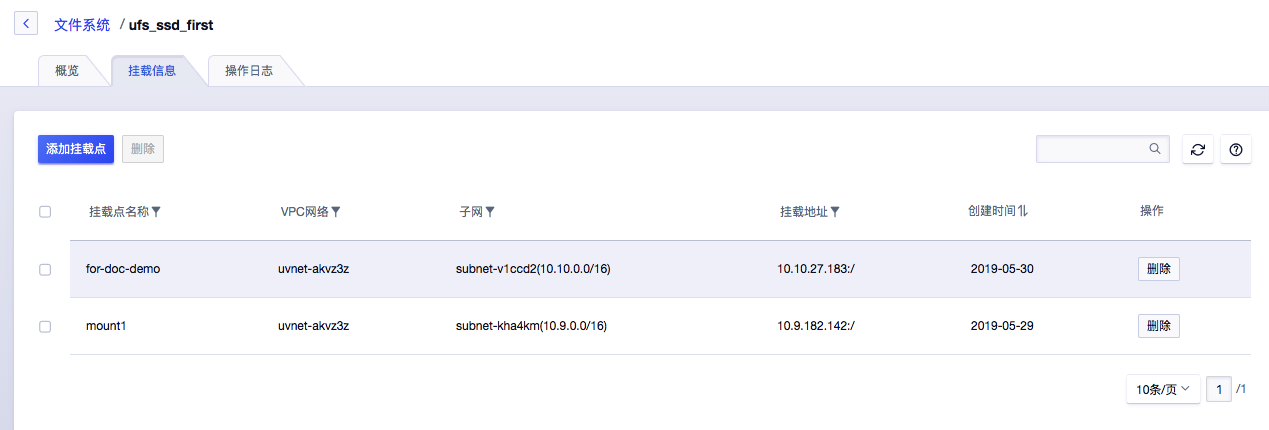 文件系统 / ufs_ssd_first
概览 挂载信息 操作日志
添加挂载点 删除
挂载点名称 VPC网络 子网 挂载地址 创建时间 操作
for-doc-demo uvnet-akvz3z subnet-v1ccd2(10.10.0.0/16) 10.10.27.183:/ 2019-05-30 删除
mount1 uvnet-akvz3z subnet-kha4km(10.9.0.0/16) 10.9.182.142:/ 2019-05-29 删除
10条/页 1 /1